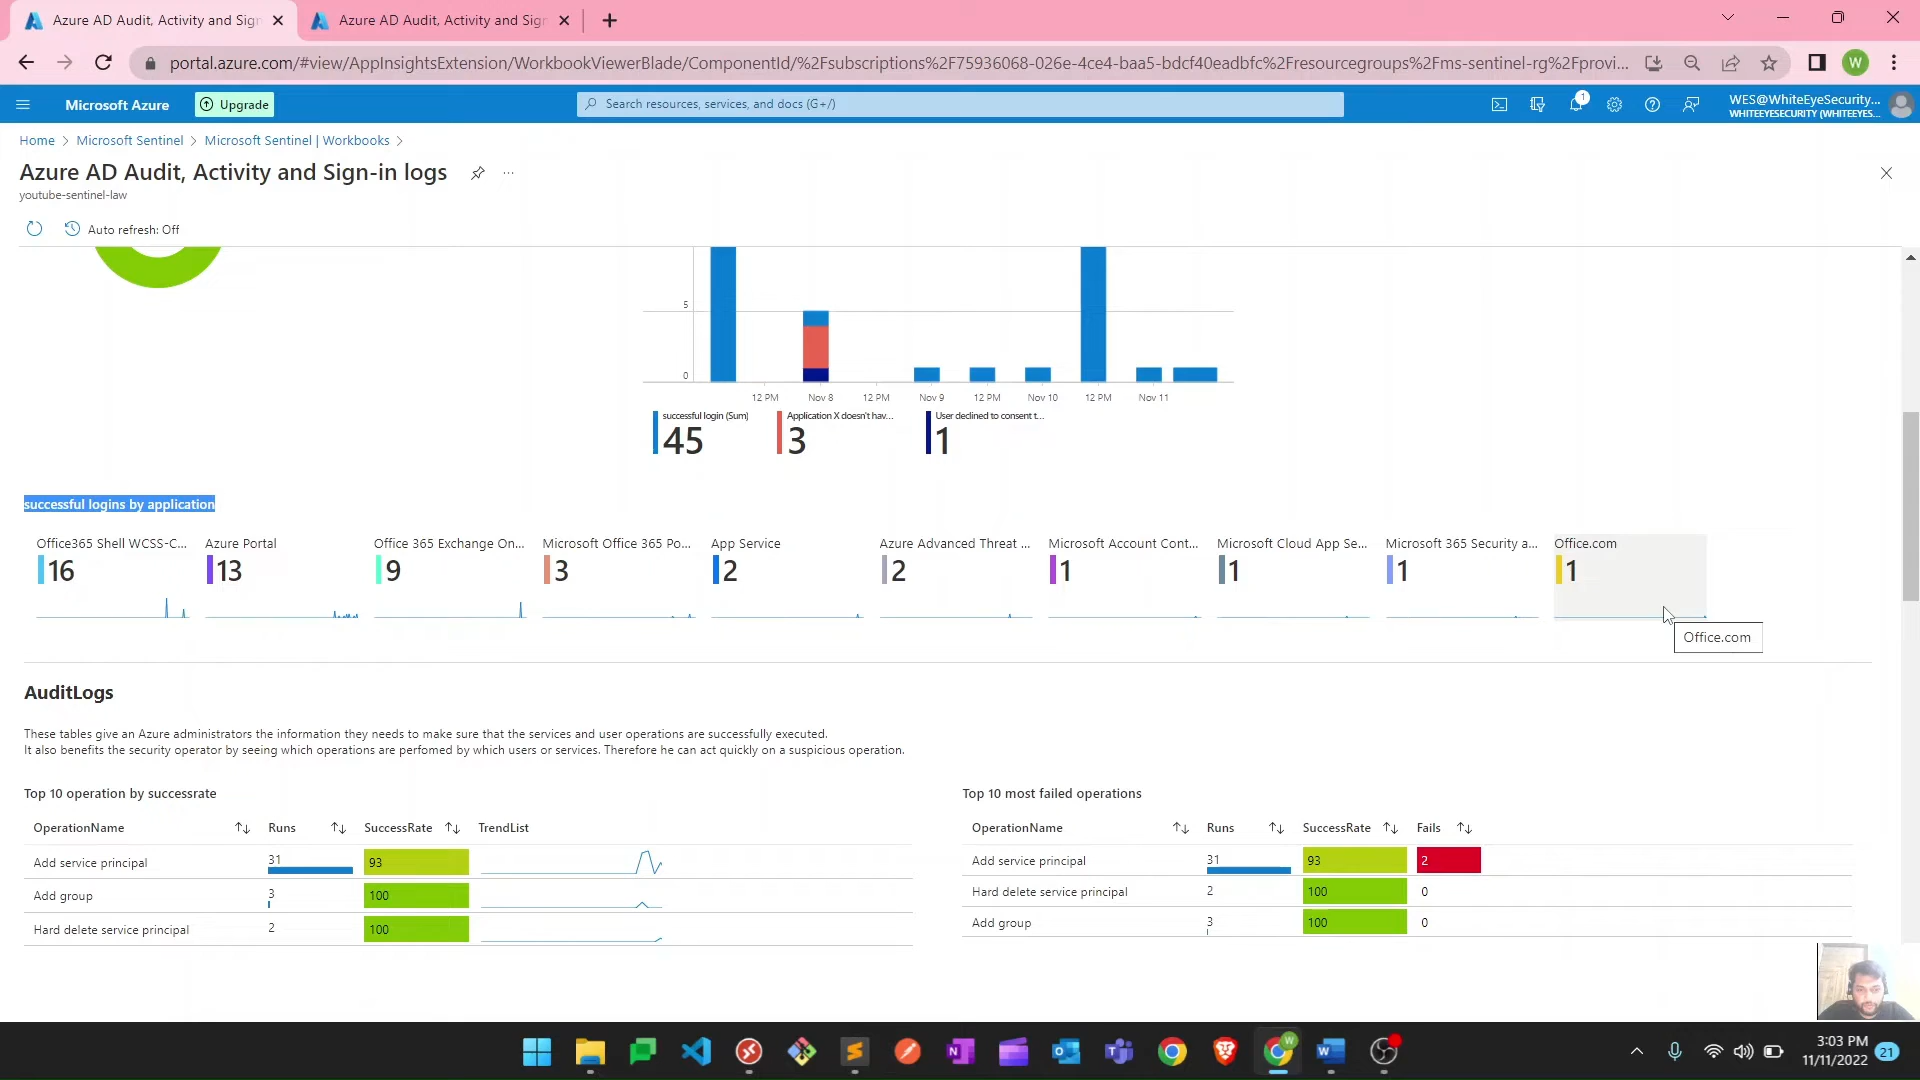 Azure AD Audit, Activity and Sign
Azure AD Audit, Activity and Sign
portal.azure.com/#view/AppInsightsExtension/WorkbookViewerBlade/ComponentId/%2Fsubscriptions%2F75936068-026e-4ce4-baa5-bdcf40eadbfc%2Fresourcegroups%2Fms-sentinel-rg%2Fprovi...
W
Microsoft Azure
Upgrade
Search resources, services, and docs (G+/)
1
WES@WhiteEyeSecurity...
WHITEEYESECURITY (WHITEEYES...
Home > Microsoft Sentinel > Microsoft Sentinel | Workbooks >
Azure AD Audit, Activity and Sign-in logs
...
youtube-sentinel-law
Auto refresh: Off
5
0
12 PM Nov 8 12 PM Nov 9 12 PM Nov 10 12 PM Nov 11
successful login (Sum)
45
Application X doesn't hav...
3
User declined to consent t...
1
successful logins by application
Office365 Shell WCSS-C...
16
Azure Portal
13
Office 365 Exchange On...
9
Microsoft Office 365 Po...
3
App Service
2
Azure Advanced Threat ...
2
Microsoft Account Cont...
1
Microsoft Cloud App Se...
1
Microsoft 365 Security a...
1
Office.com
1
Office.com
AuditLogs
These tables give an Azure administrators the information they needs to make sure that the services and user operations are successfully executed.
It also benefits the security operator by seeing which operations are perfomed by which users or services. Therefore he can act quickly on a suspicious operation.
Top 10 operation by successrate
OperationName Runs SuccessRate TrendList
Add service principal 31 93
Add group 3 100
Hard delete service principal 2 100
Top 10 most failed operations
OperationName Runs SuccessRate Fails
Add service principal 31 93 2
Hard delete service principal 2 100 0
Add group 3 100 0
3:03 PM
11/11/2022
21